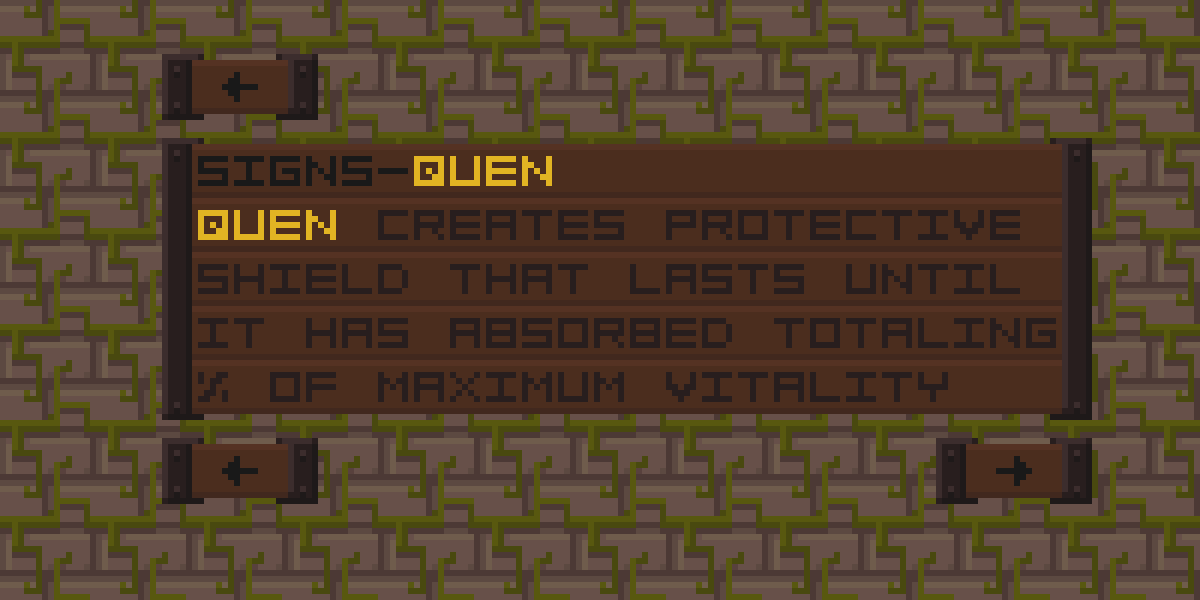 SIGNS-QUEN
QUEN CREATES PROTECTIVE
SHIELD THAT LASTS UNTIL
IT HAS ABSORBED TOTALING
% OF MAXIMUM VITALITY